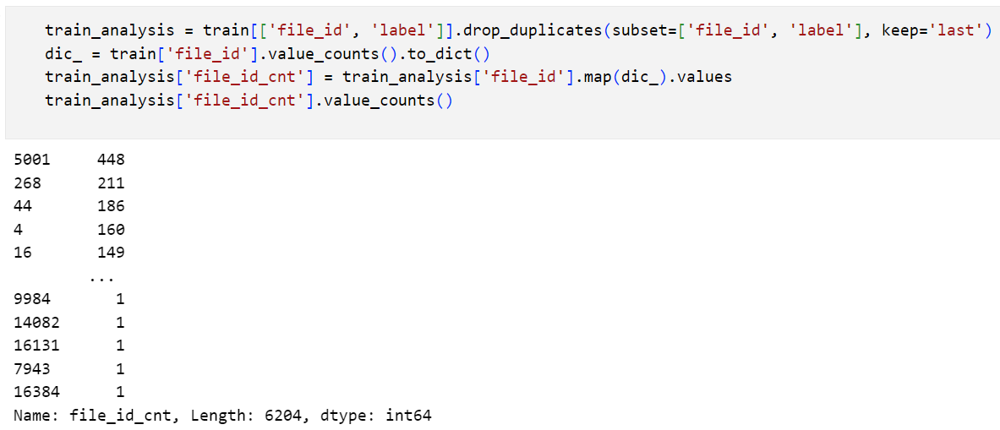 train_analysis = train[['file_id', 'label']].drop_duplicates(subset=['file_id', 'label'], keep='last')
dic_ = train['file_id'].value_counts().to_dict()
train_analysis['file_id_cnt'] = train_analysis['file_id'].map(dic_).values
train_analysis['file_id_cnt'].value_counts()
5001     448
268      211
44       186
4        160
16       149
        ...
9984       1
14082      1
16131      1
7943       1
16384      1
Name: file_id_cnt, Length: 6204, dtype: int64